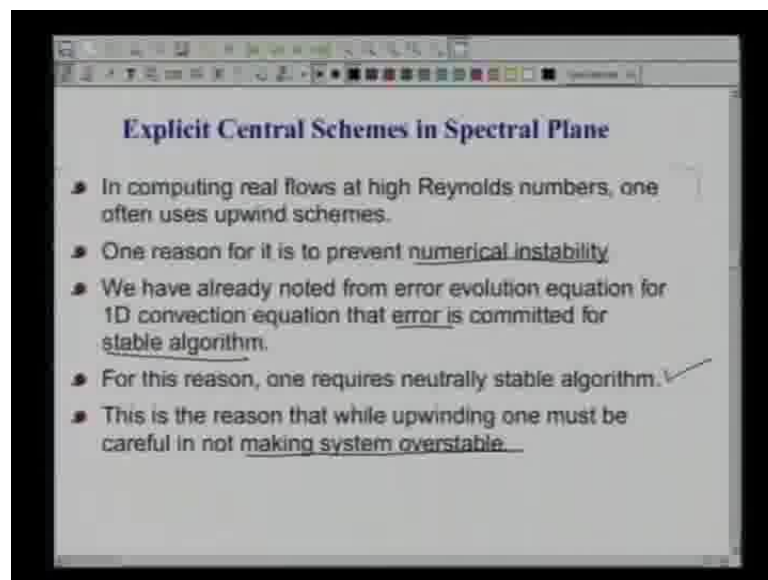 Explicit Central Schemes in Spectral Plane
In computing real flows at high Reynolds numbers, one
often uses upwind schemes.
One reason for it is to prevent numerical instability
We have already noted from error evolution equation for
1D convection equation that error is committed for
stable algorithm.
For this reason, one requires neutrally stable algorithm.
This is the reason that while upwinding one must be
careful in not making system overstable.